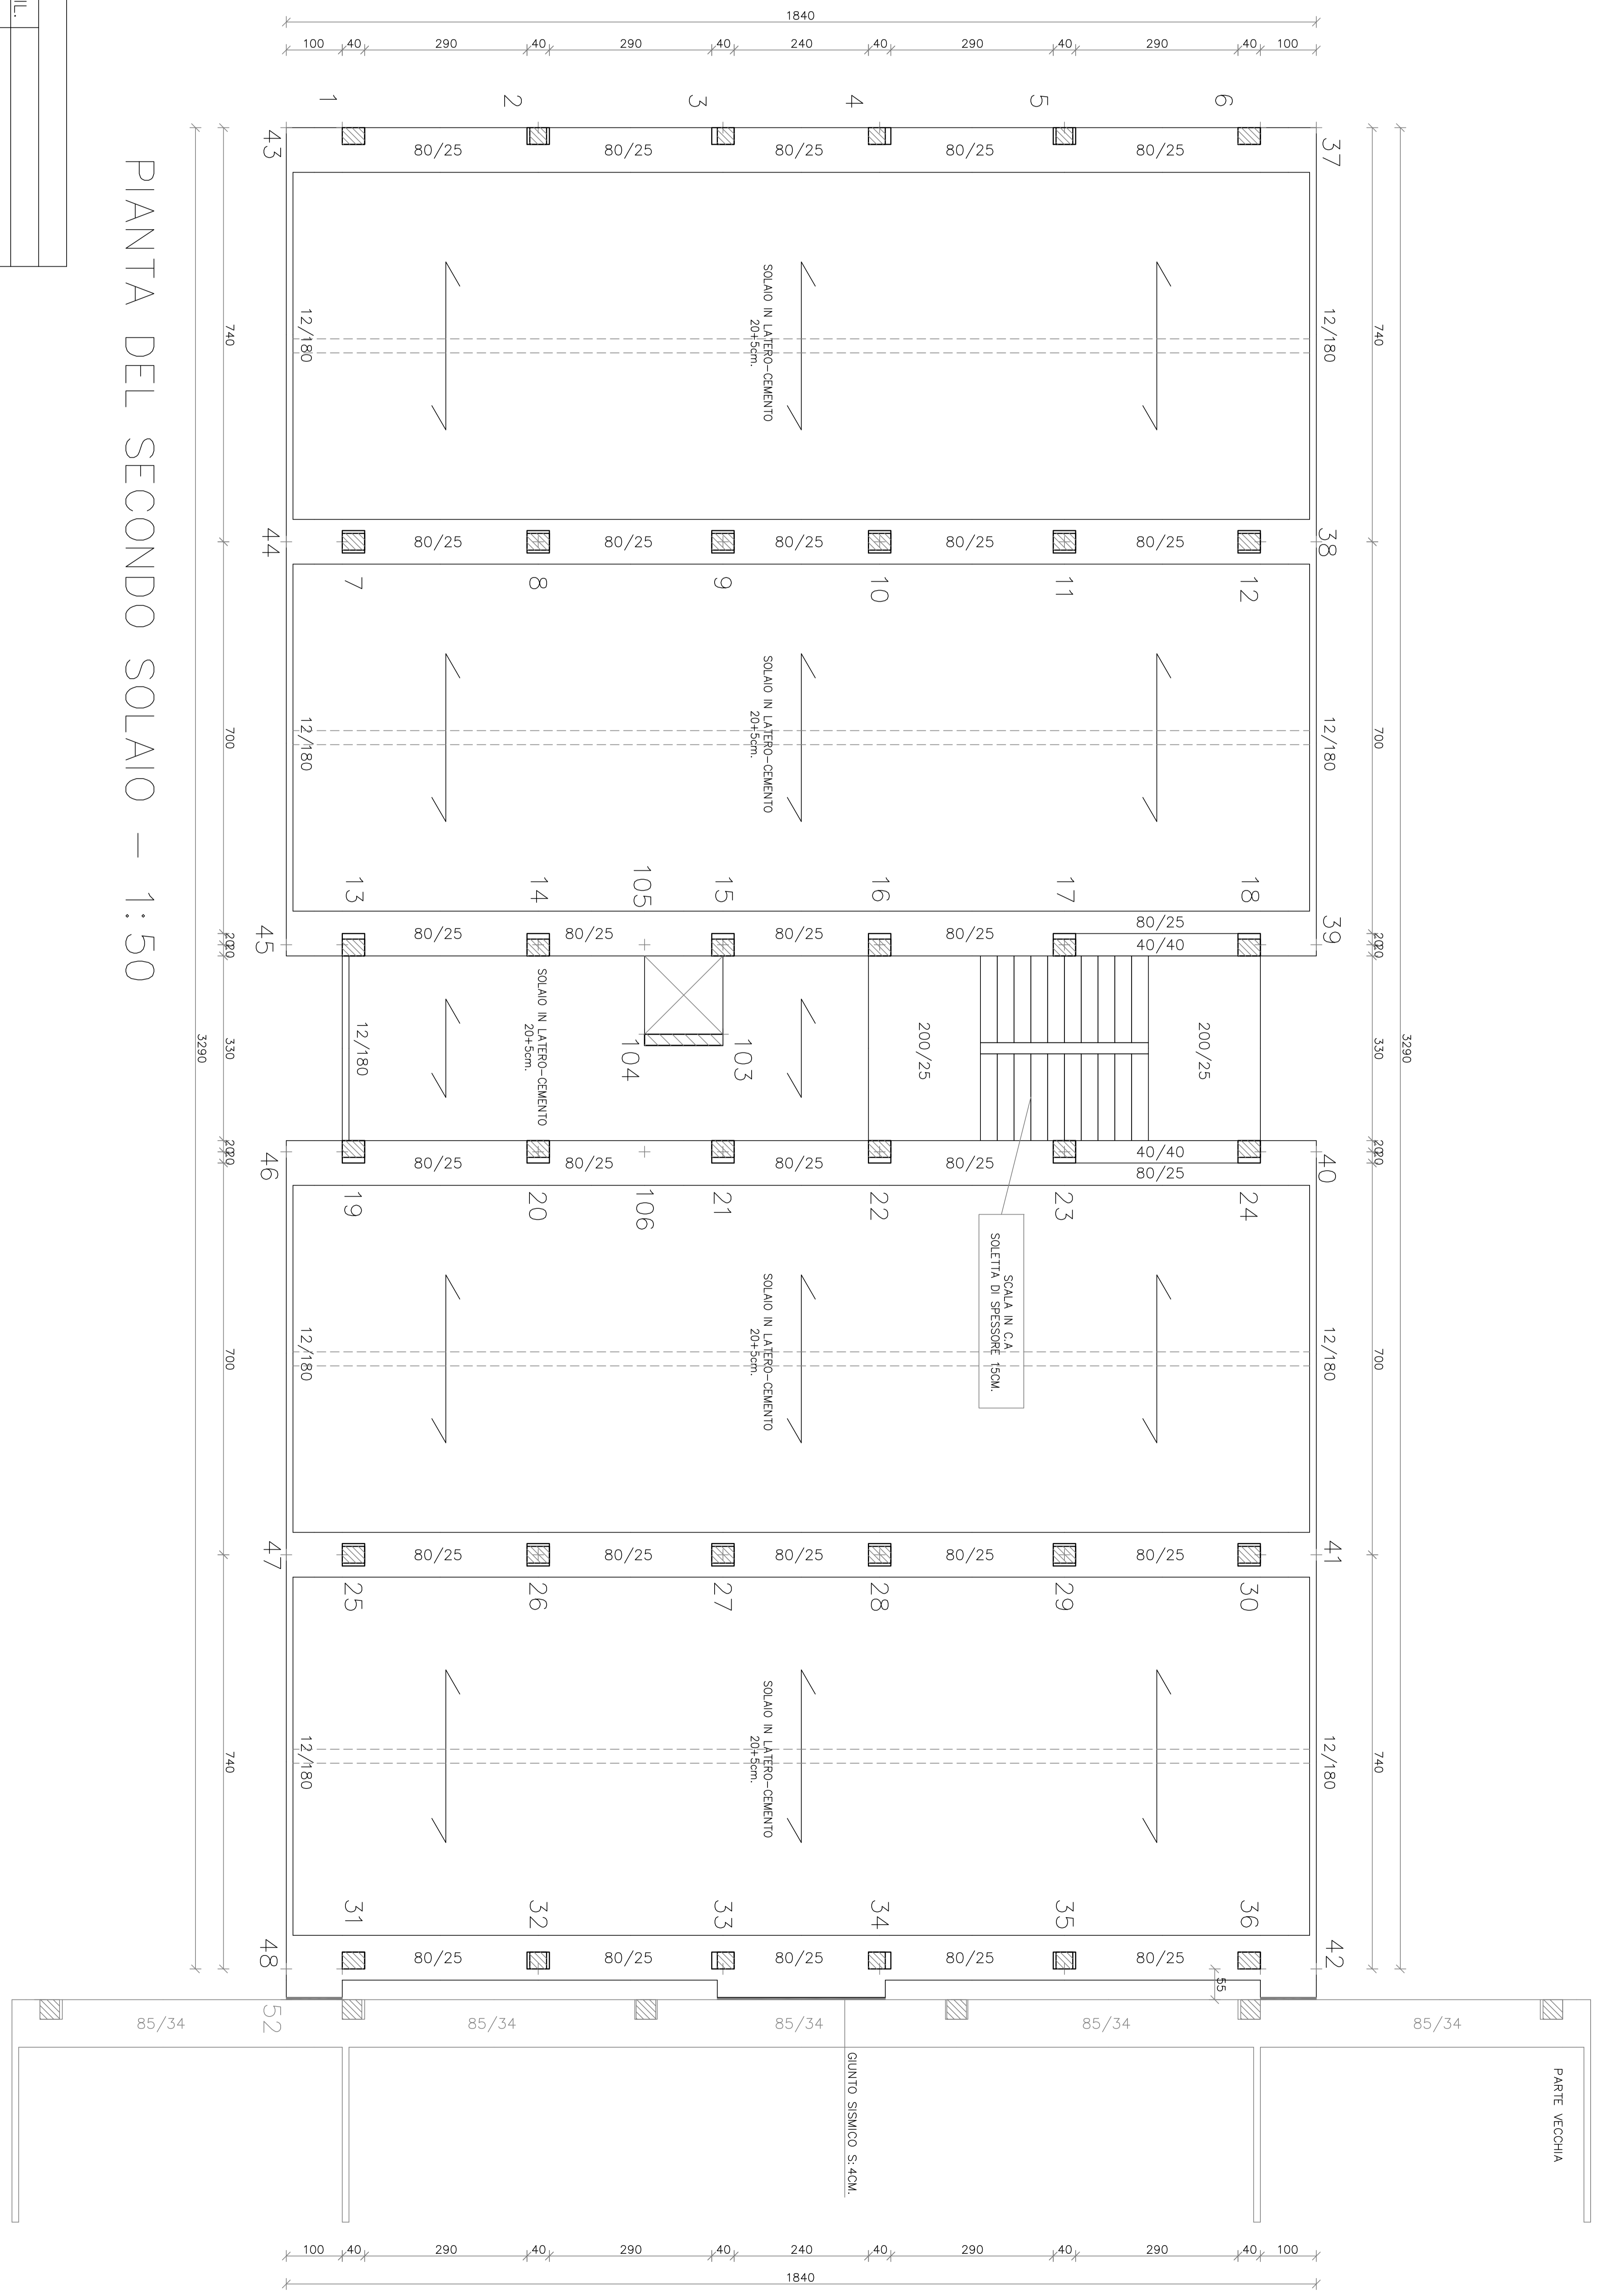 IL.
PIANTA DEL SECONDO SOLAIO – 1:50
1840
100 40 290 40 290 40 240 40 290 40 290 40 100
1 2 3 4 5 6
43 37
80/25 80/25 80/25 80/25 80/25
3290
740 700 20 20 330 20 20 700 740
740 700 20 20 330 20 20 700 740
3290
12/180
SOLAIO IN LATERO-CEMENTO
20+5cm.
12/180
44 38
80/25 80/25 80/25 80/25 80/25
7 8 9 10 11 12
12/180
SOLAIO IN LATERO-CEMENTO
20+5cm.
12/180
13 14 105 15 16 17 18
45 39
80/25 80/25 80/25 80/25 80/25
40/40
12/180
SOLAIO IN LATERO-CEMENTO
20+5cm.
104 103
200/25
200/25
46 40
40/40
80/25 80/25 80/25 80/25 80/25
19 20 106 21 22 23 24
SCALA IN C.A
SOLETTA DI SPESSORE 15CM.
12/180
SOLAIO IN LATERO-CEMENTO
20+5cm.
12/180
47 41
80/25 80/25 80/25 80/25 80/25
25 26 27 28 29 30
12/180
SOLAIO IN LATERO-CEMENTO
20+5cm.
12/180
31 32 33 34 35 36
48 42
80/25 80/25 80/25 80/25 80/25
55
52
85/34 85/34 85/34 85/34 85/34
GIUNTO SISMICO S:4CM.
PARTE VECCHIA
100 40 290 40 290 40 240 40 290 40 290 40 100
1840